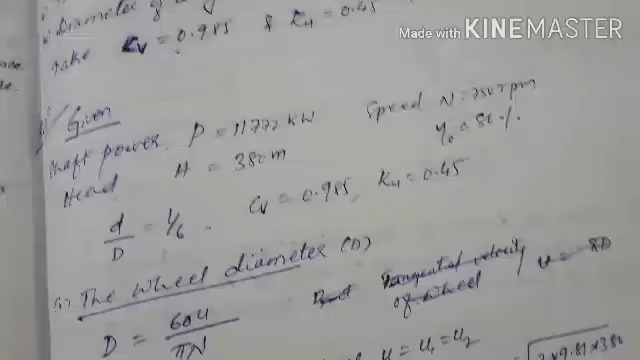 i, Diameter of
Made with KINEMASTER
take Cv = 0.985 & Ku = 0.45
Given
Shaft power P = 11772 kW Speed N = 750 rpm
Head H = 380 m η₀ = 86 %.
d/D = 1/6. Cv = 0.985, Ku = 0.45
The wheel diameter (D)
Tangential velocity of wheel
D = 60u/πN
u = u₁ = u₂
2×9.81×380